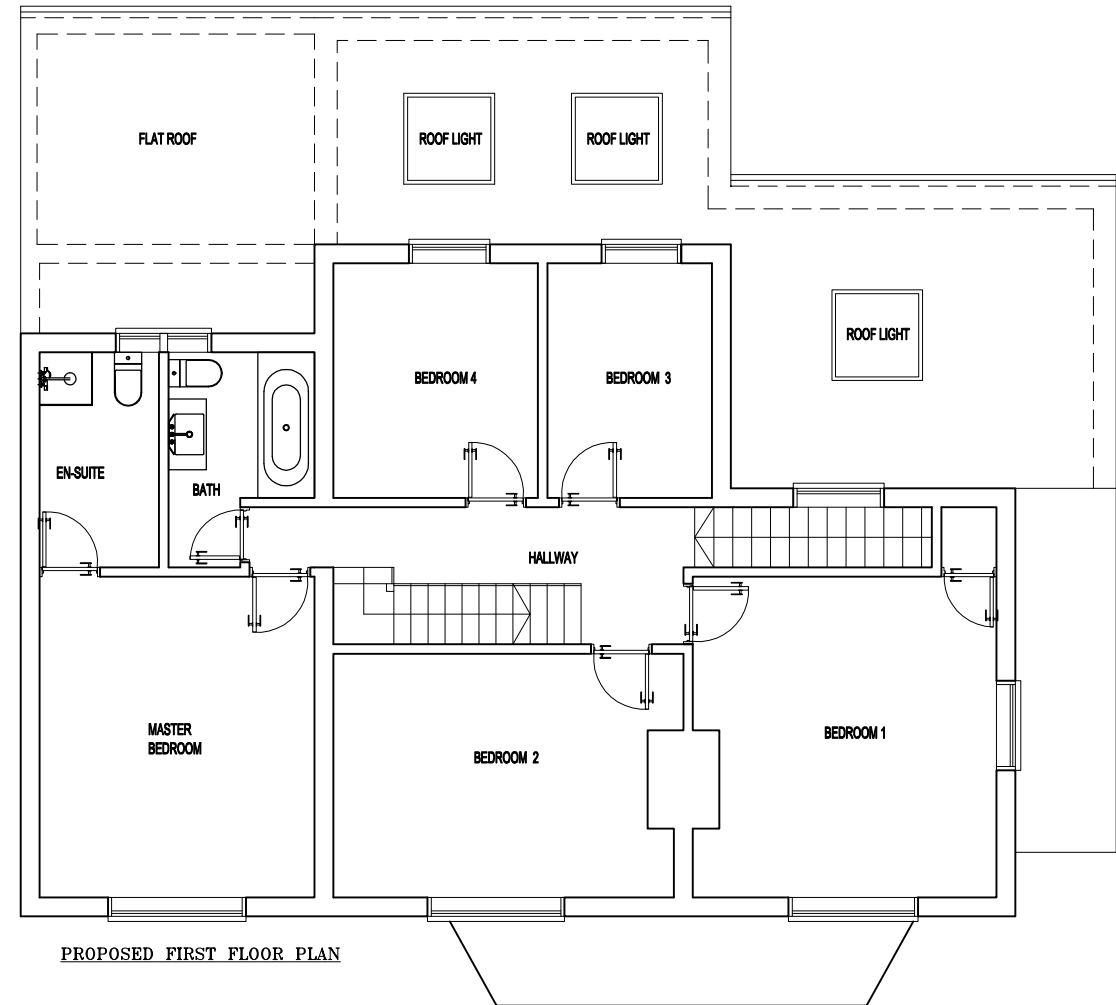 FLAT ROOF
ROOF LIGHT
ROOF LIGHT
ROOF LIGHT
BEDROOM 4
BEDROOM 3
EN-SUITE
BATH
HALLWAY
MASTER
BEDROOM
BEDROOM 2
BEDROOM 1
PROPOSED FIRST FLOOR PLAN